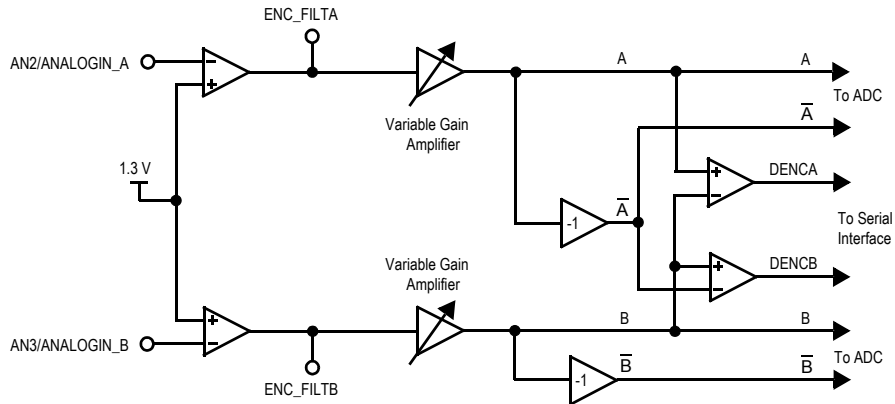 ENC_FILTA
AN2/ANALOGIN_A
−
+
A
A
To ADC
A̅
Variable Gain
Amplifier
1.3 V
+
−
DENCA
-1
A̅
To Serial
Interface
Variable Gain
Amplifier
+
−
DENCB
+
−
AN3/ANALOGIN_B
B
B
To ADC
-1
B̅
B̅
ENC_FILTB